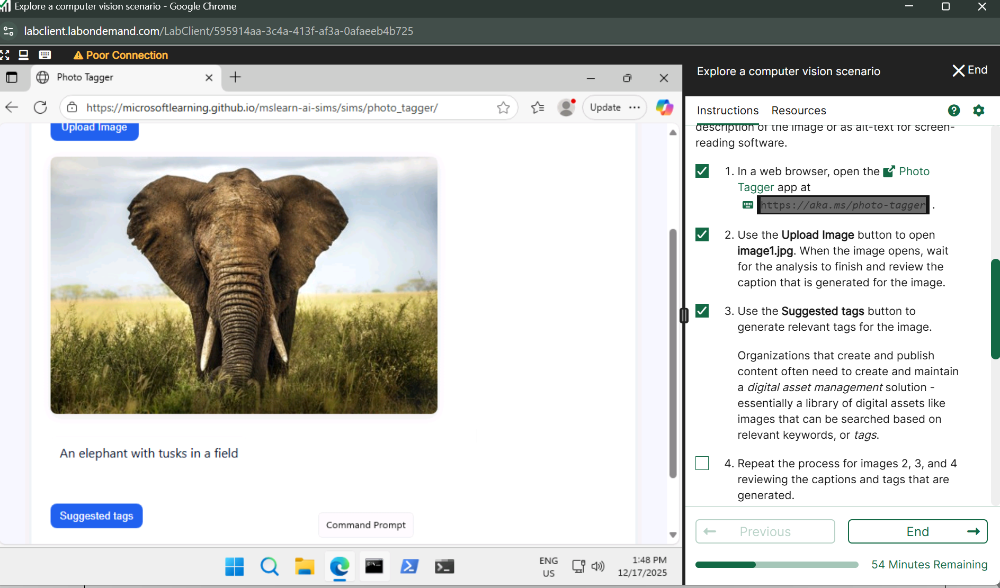 Explore a computer vision scenario - Google Chrome
labclient.labondemand.com/LabClient/595914aa-3c4a-413f-af3a-0afaeeb4b725
Poor Connection
Photo Tagger
https://microsoftlearning.github.io/mslearn-ai-sims/sims/photo_tagger/
Update
Upload Image
An elephant with tusks in a field
Suggested tags
Command Prompt
ENG
US
1:48 PM
12/17/2025
Explore a computer vision scenario
End
Instructions
Resources
description of the image or as alt-text for screen-
reading software.
1. In a web browser, open the Photo
Tagger app at
https://aka.ms/photo-tagger .
2. Use the Upload Image button to open
image1.jpg. When the image opens, wait
for the analysis to finish and review the
caption that is generated for the image.
3. Use the Suggested tags button to
generate relevant tags for the image.
Organizations that create and publish
content often need to create and maintain
a digital asset management solution -
essentially a library of digital assets like
images that can be searched based on
relevant keywords, or tags.
4. Repeat the process for images 2, 3, and 4
reviewing the captions and tags that are
generated.
Previous
End
54 Minutes Remaining